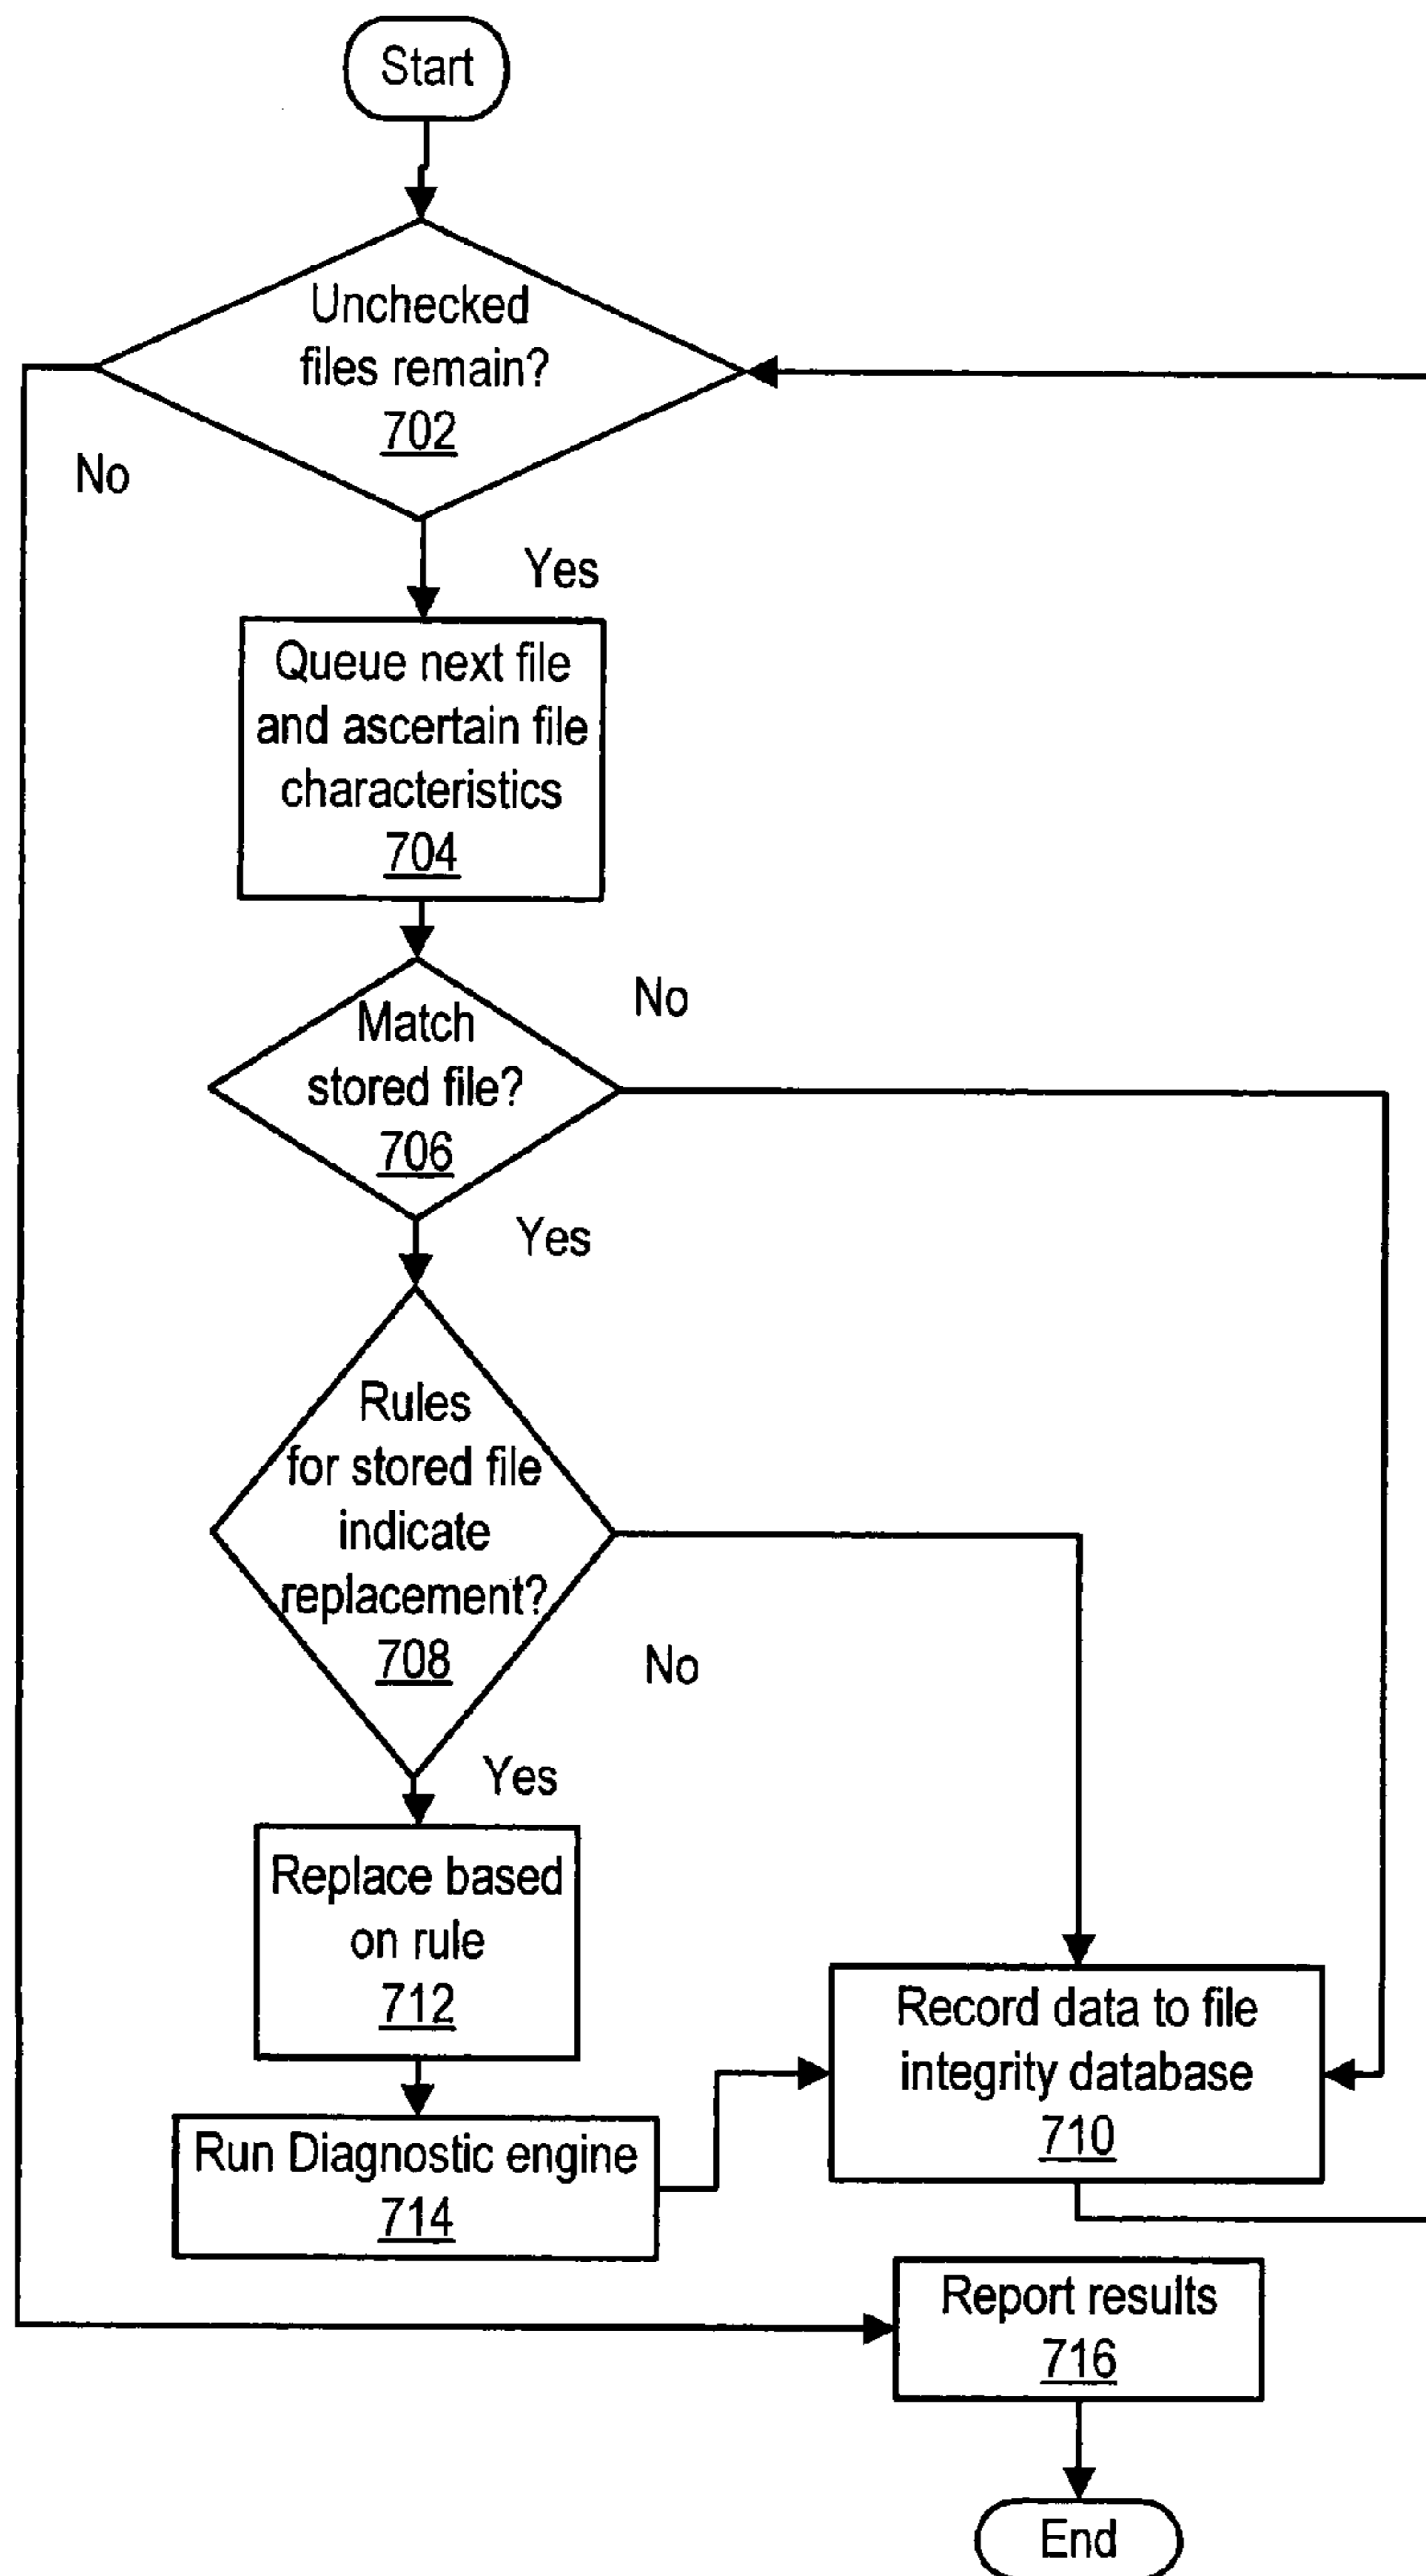 Start
Unchecked
files remain?
702
No
Yes
Queue next file
and ascertain file
characteristics
704
No
Match
stored file?
706
Yes
Rules
for stored file
indicate
replacement?
708
No
Yes
Replace based
on rule
712
Record data to file
integrity database
710
Run Diagnostic engine
714
Report results
716
End